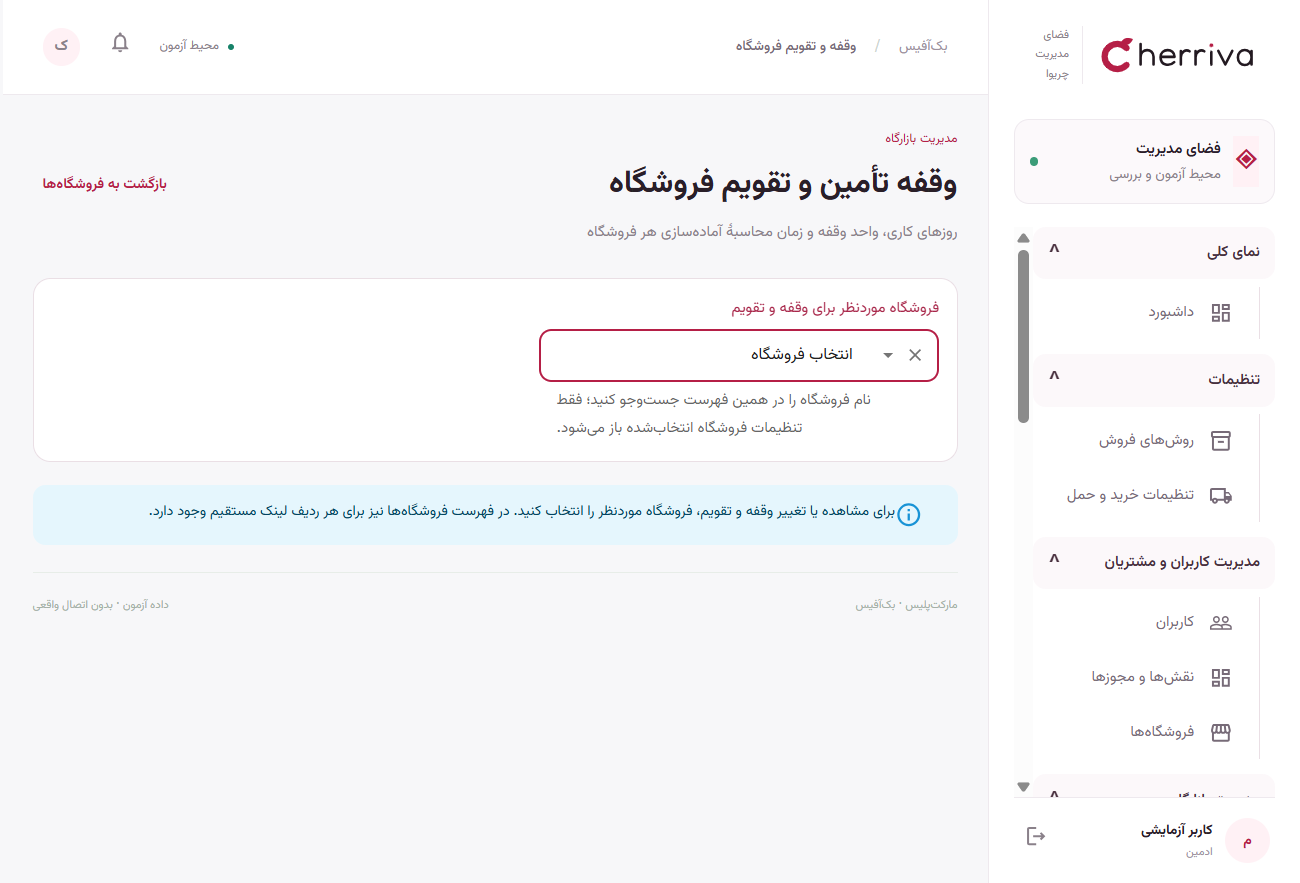 Cherriva
فضای
مدیریت
چریوا
فضای مدیریت
محیط آزمون و بررسی
نمای کلی
داشبورد
تنظیمات
روش‌های فروش
تنظیمات خرید و حمل
مدیریت کاربران و مشتریان
کاربران
نقش‌ها و مجوزها
فروشگاه‌ها
کاربر آزمایشی
ادمین
م
بک‌آفیس / وقفه و تقویم فروشگاه
محیط آزمون
ک
مدیریت بازارگاه
وقفه تأمین و تقویم فروشگاه
بازگشت به فروشگاه‌ها
روزهای کاری، واحد وقفه و زمان محاسبهٔ آماده‌سازی هر فروشگاه
فروشگاه موردنظر برای وقفه و تقویم
انتخاب فروشگاه
نام فروشگاه را در همین فهرست جست‌وجو کنید؛ فقط
تنظیمات فروشگاه انتخاب‌شده باز می‌شود.
برای مشاهده یا تغییر وقفه و تقویم، فروشگاه موردنظر را انتخاب کنید. در فهرست فروشگاه‌ها نیز برای هر ردیف لینک مستقیم وجود دارد.
مارکت‌پلیس · بک‌آفیس
داده آزمون · بدون اتصال واقعی